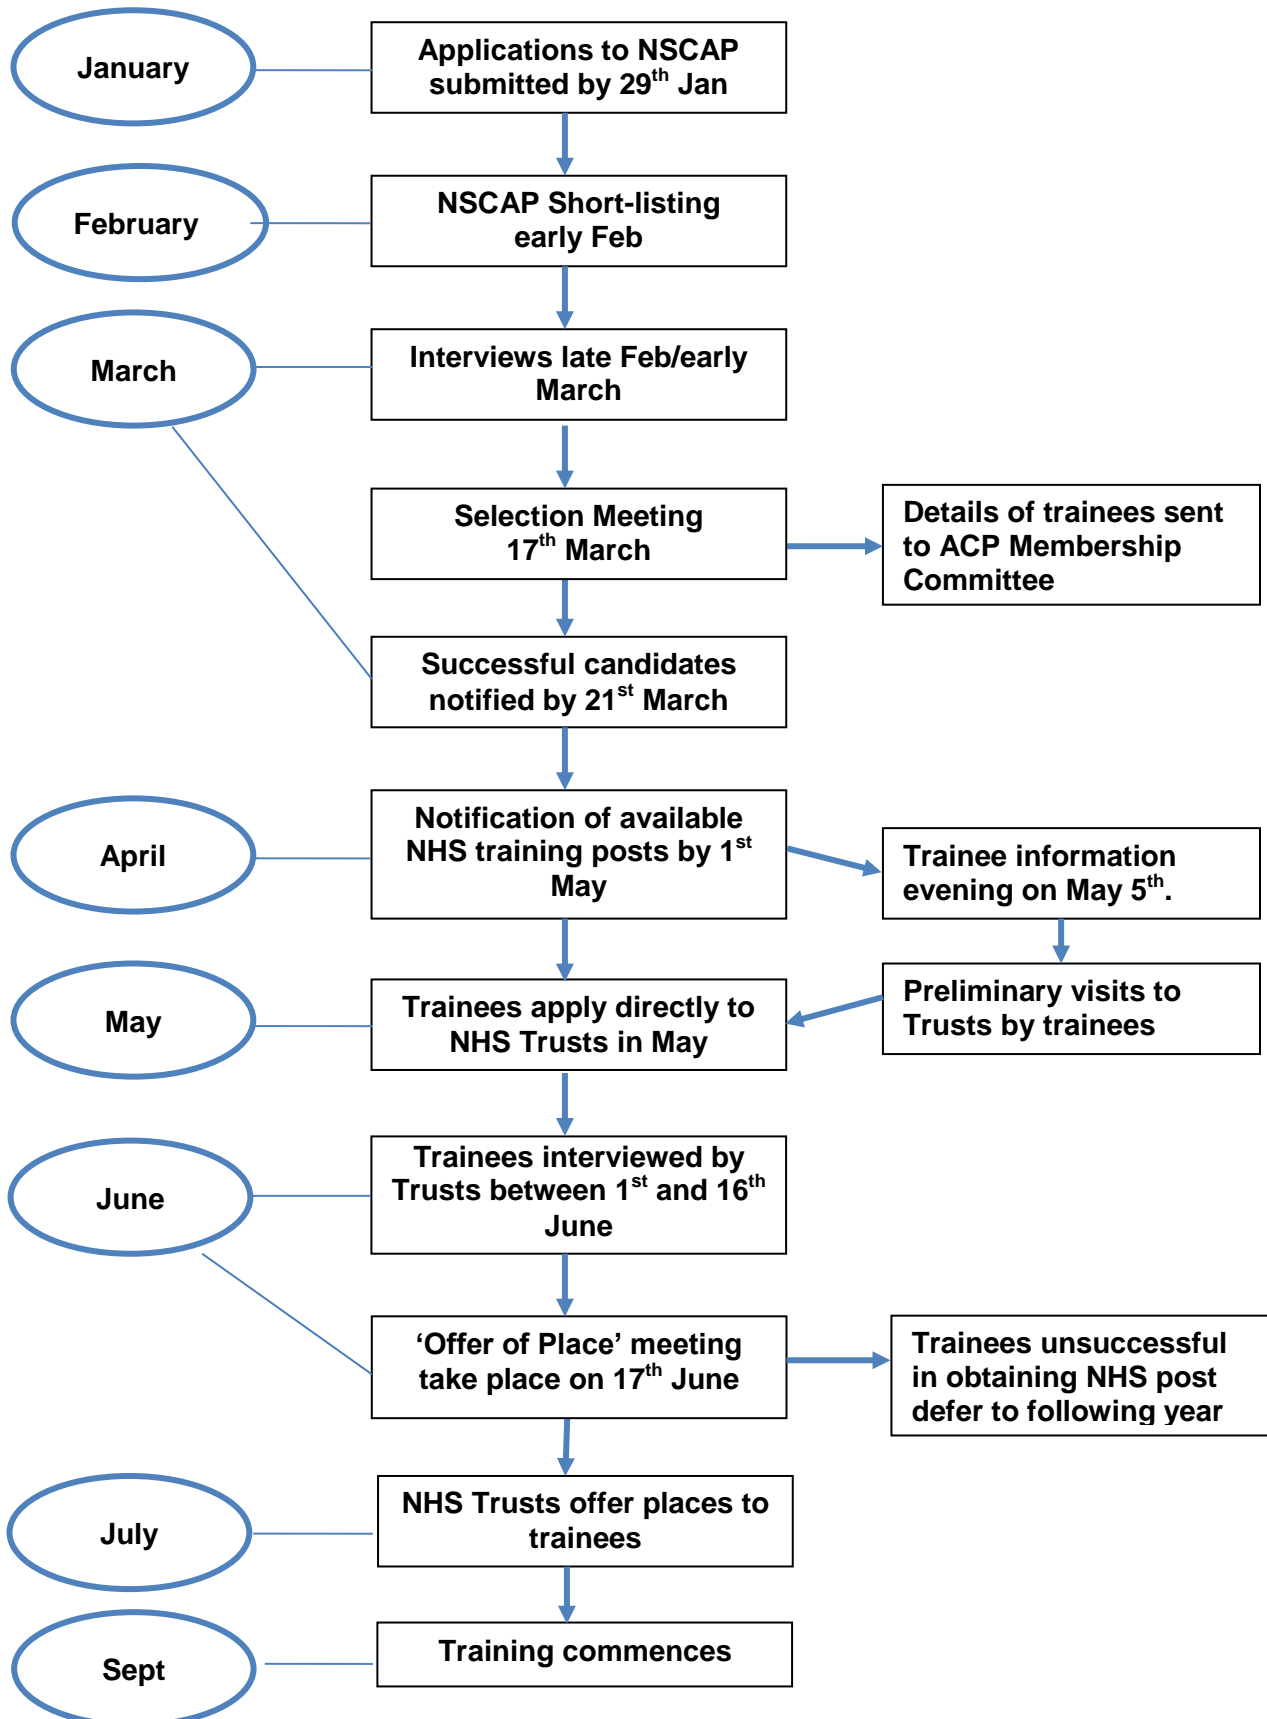 January
Applications to NSCAP
submitted by 29th Jan
February
NSCAP Short-listing
early Feb
March
Interviews late Feb/early
March
Selection Meeting
17th March
Details of trainees sent
to ACP Membership
Committee
Successful candidates
notified by 21st March
April
Notification of available
NHS training posts by 1st
May
Trainee information
evening on May 5th.
May
Trainees apply directly to
NHS Trusts in May
Preliminary visits to
Trusts by trainees
June
Trainees interviewed by
Trusts between 1st and 16th
June
‘Offer of Place’ meeting
take place on 17th June
Trainees unsuccessful
in obtaining NHS post
defer to following year
July
NHS Trusts offer places to
trainees
Sept
Training commences